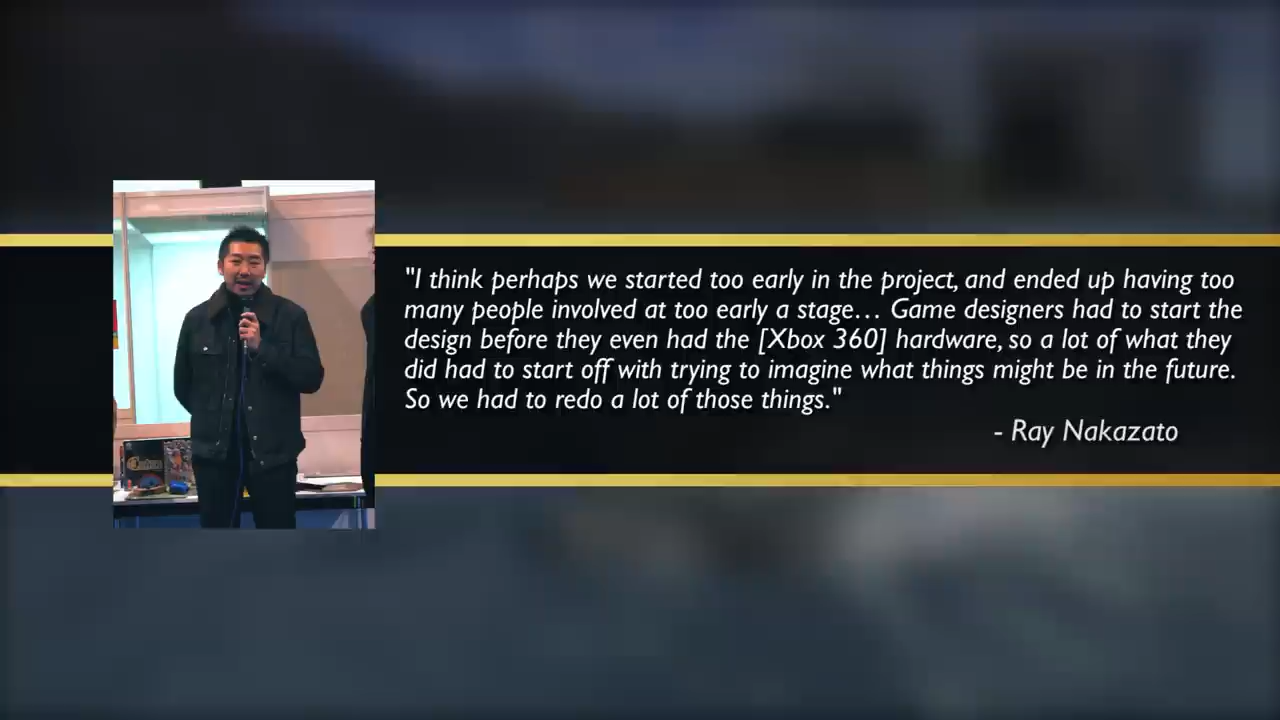 "I think perhaps we started too early in the project, and ended up having too
many people involved at too early a stage… Game designers had to start the
design before they even had the [Xbox 360] hardware, so a lot of what they
did had to start off with trying to imagine what things might be in the future.
So we had to redo a lot of those things."
- Ray Nakazato